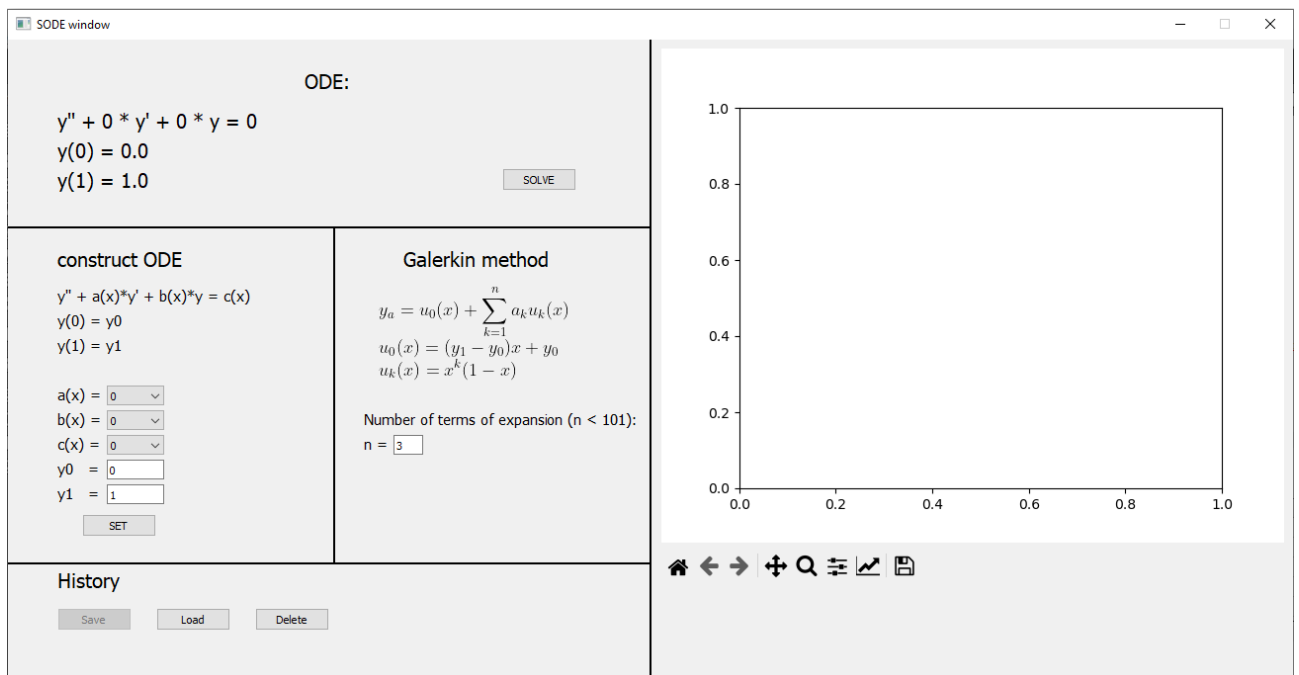 SODE window
ODE:
y" + 0 * y' + 0 * y = 0
y(0) = 0.0
y(1) = 1.0
SOLVE
construct ODE
y" + a(x)*y' + b(x)*y = c(x)
y(0) = y0
y(1) = y1
a(x) = 0
b(x) = 0
c(x) = 0
y0 = 0
y1 = 1
SET
Galerkin method
y_a = u_0(x) + \sum_{k=1}^{n} a_k u_k(x)
u_0(x) = (y_1 − y_0)x + y_0
u_k(x) = x^k(1 − x)
Number of terms of expansion (n < 101):
n = 3
History
Save Load Delete
1.0
0.8
0.6
0.4
0.2
0.0
0.0 0.2 0.4 0.6 0.8 1.0